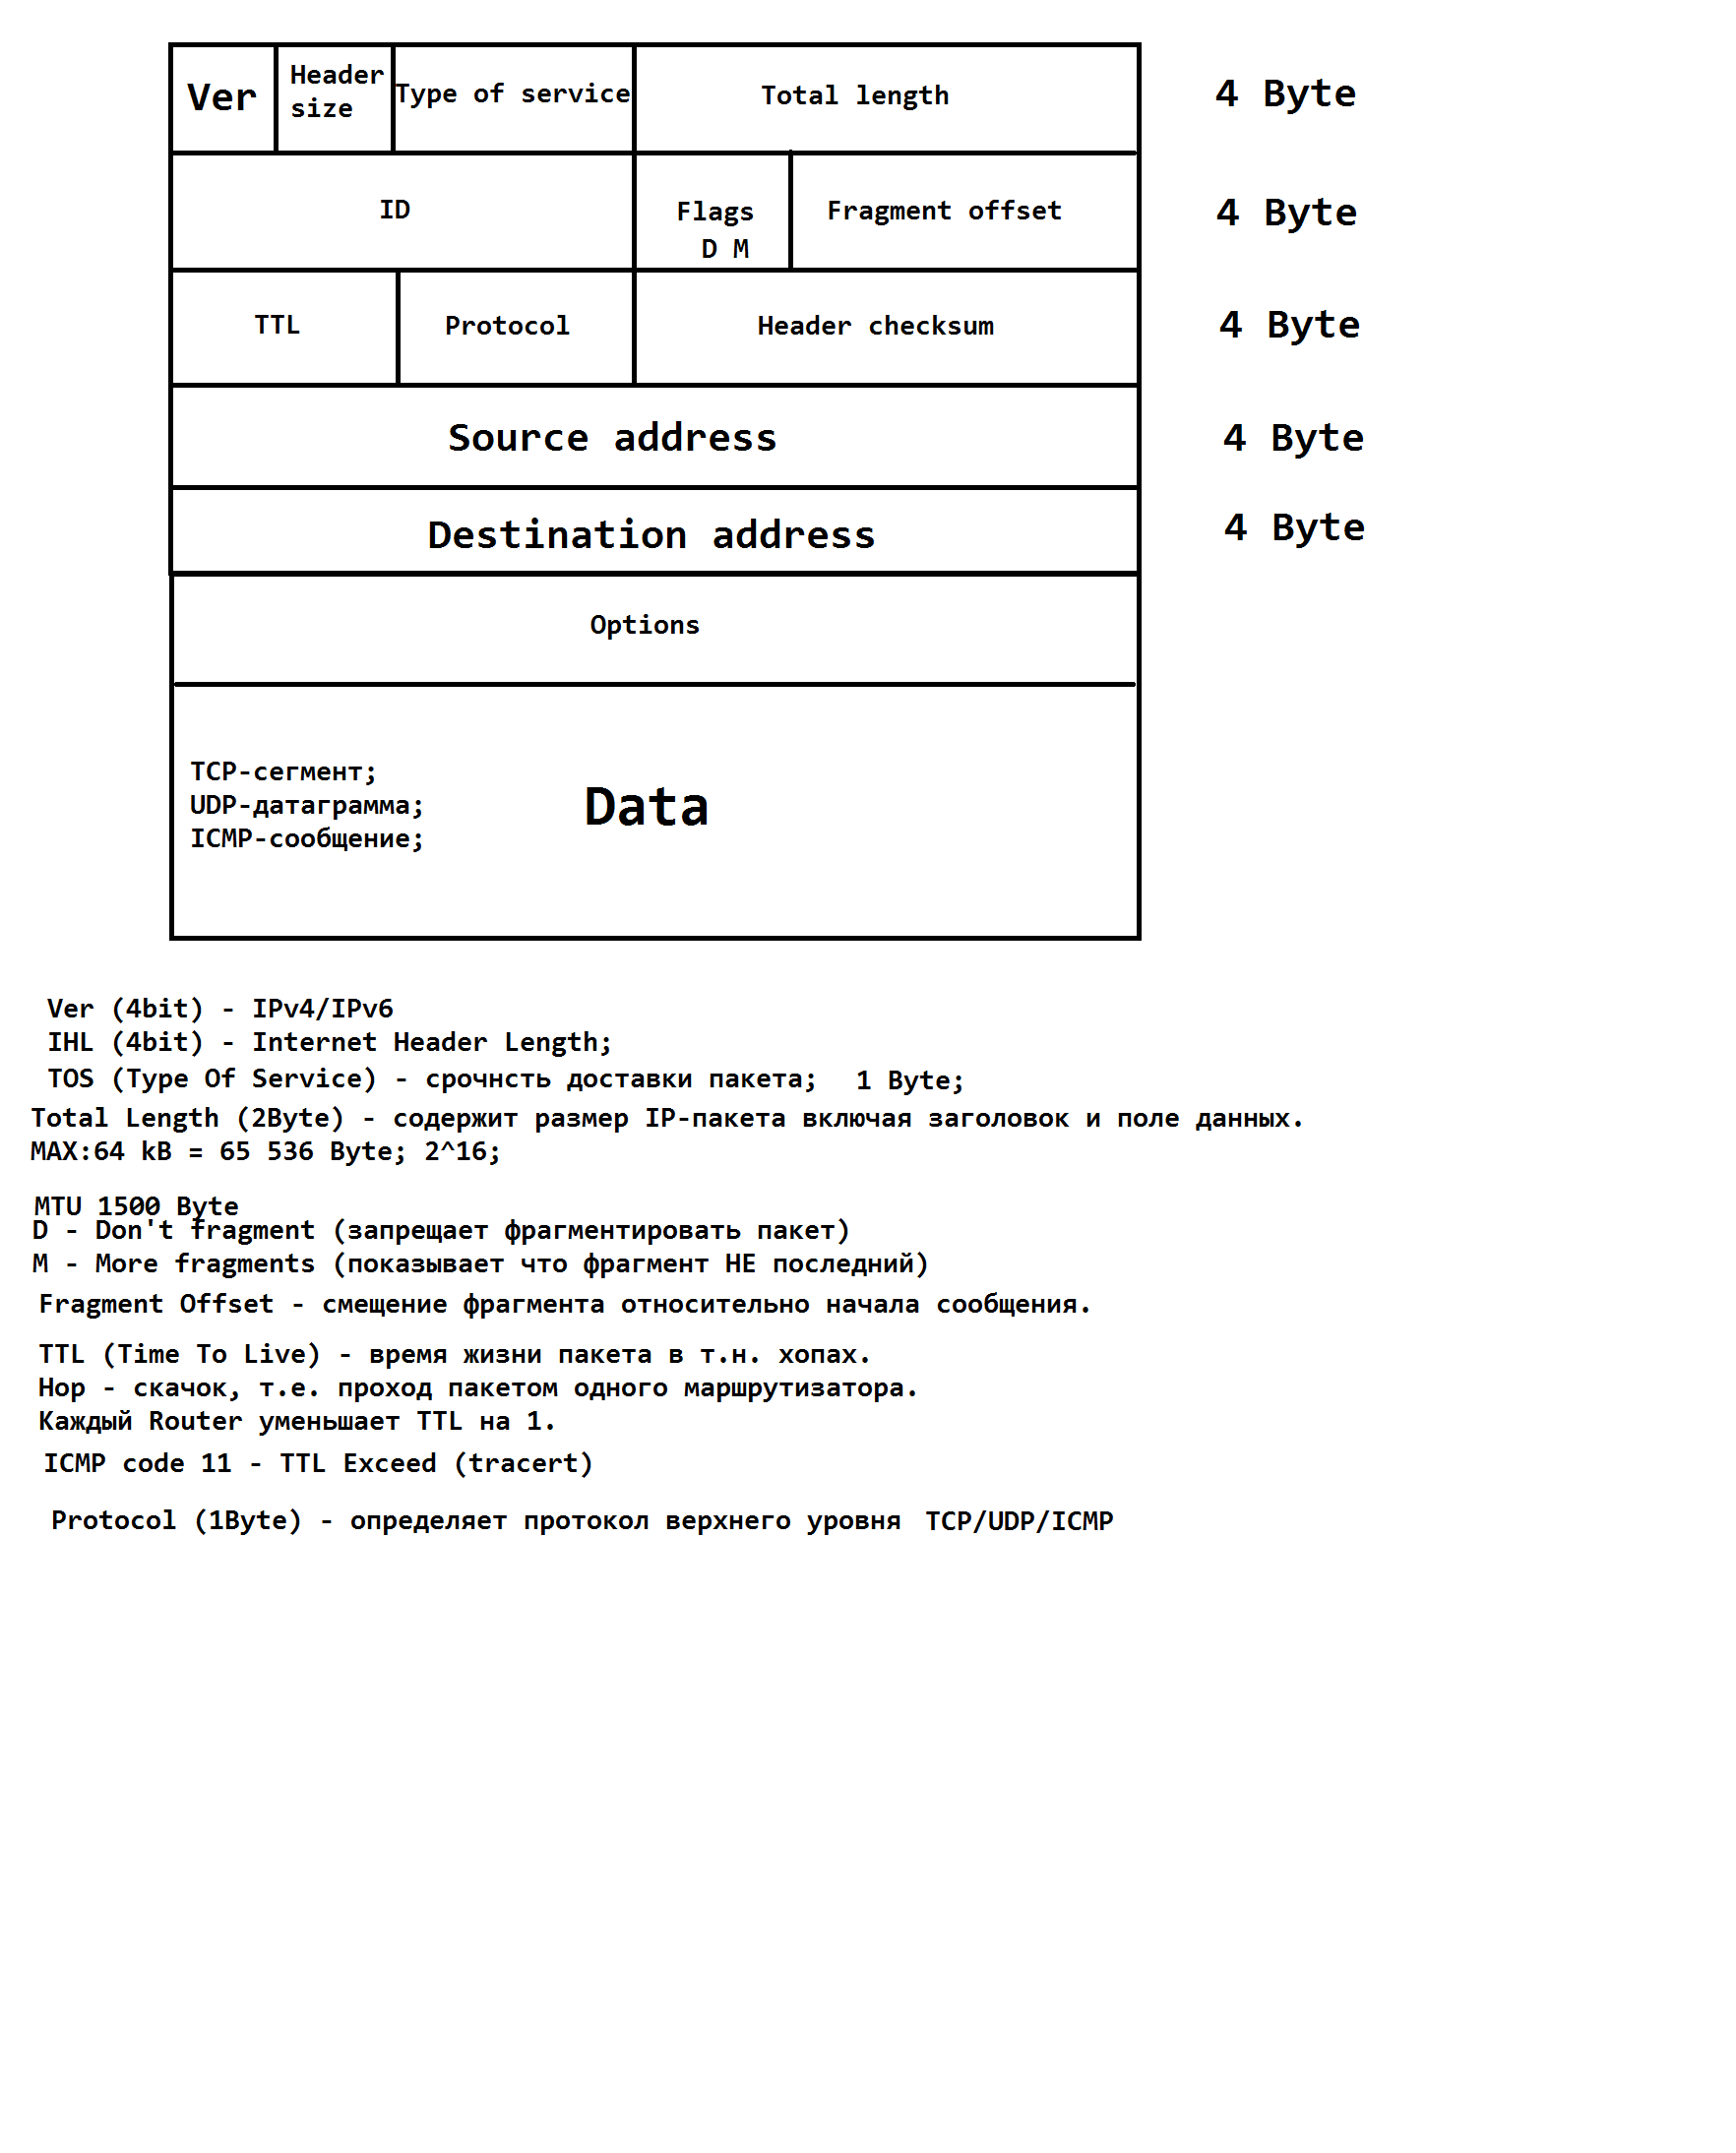 Ver Header size Type of service Total length 4 Byte
ID Flags D M Fragment offset 4 Byte
TTL Protocol Header checksum 4 Byte
Source address 4 Byte
Destination address 4 Byte
Options
TCP-сегмент;
UDP-датаграмма;
ICMP-сообщение;
Data
Ver (4bit) - IPv4/IPv6
IHL (4bit) - Internet Header Length;
TOS (Type Of Service) - срочнсть доставки пакета; 1 Byte;
Total Length (2Byte) - содержит размер IP-пакета включая заголовок и поле данных.
MAX:64 kB = 65 536 Byte; 2^16;
MTU 1500 Byte
D - Don't fragment (запрещает фрагментировать пакет)
M - More fragments (показывает что фрагмент НЕ последний)
Fragment Offset - смещение фрагмента относительно начала сообщения.
TTL (Time To Live) - время жизни пакета в т.н. хопах.
Hop - скачок, т.е. проход пакетом одного маршрутизатора.
Каждый Router уменьшает TTL на 1.
ICMP code 11 - TTL Exceed (tracert)
Protocol (1Byte) - определяет протокол верхнего уровня TCP/UDP/ICMP